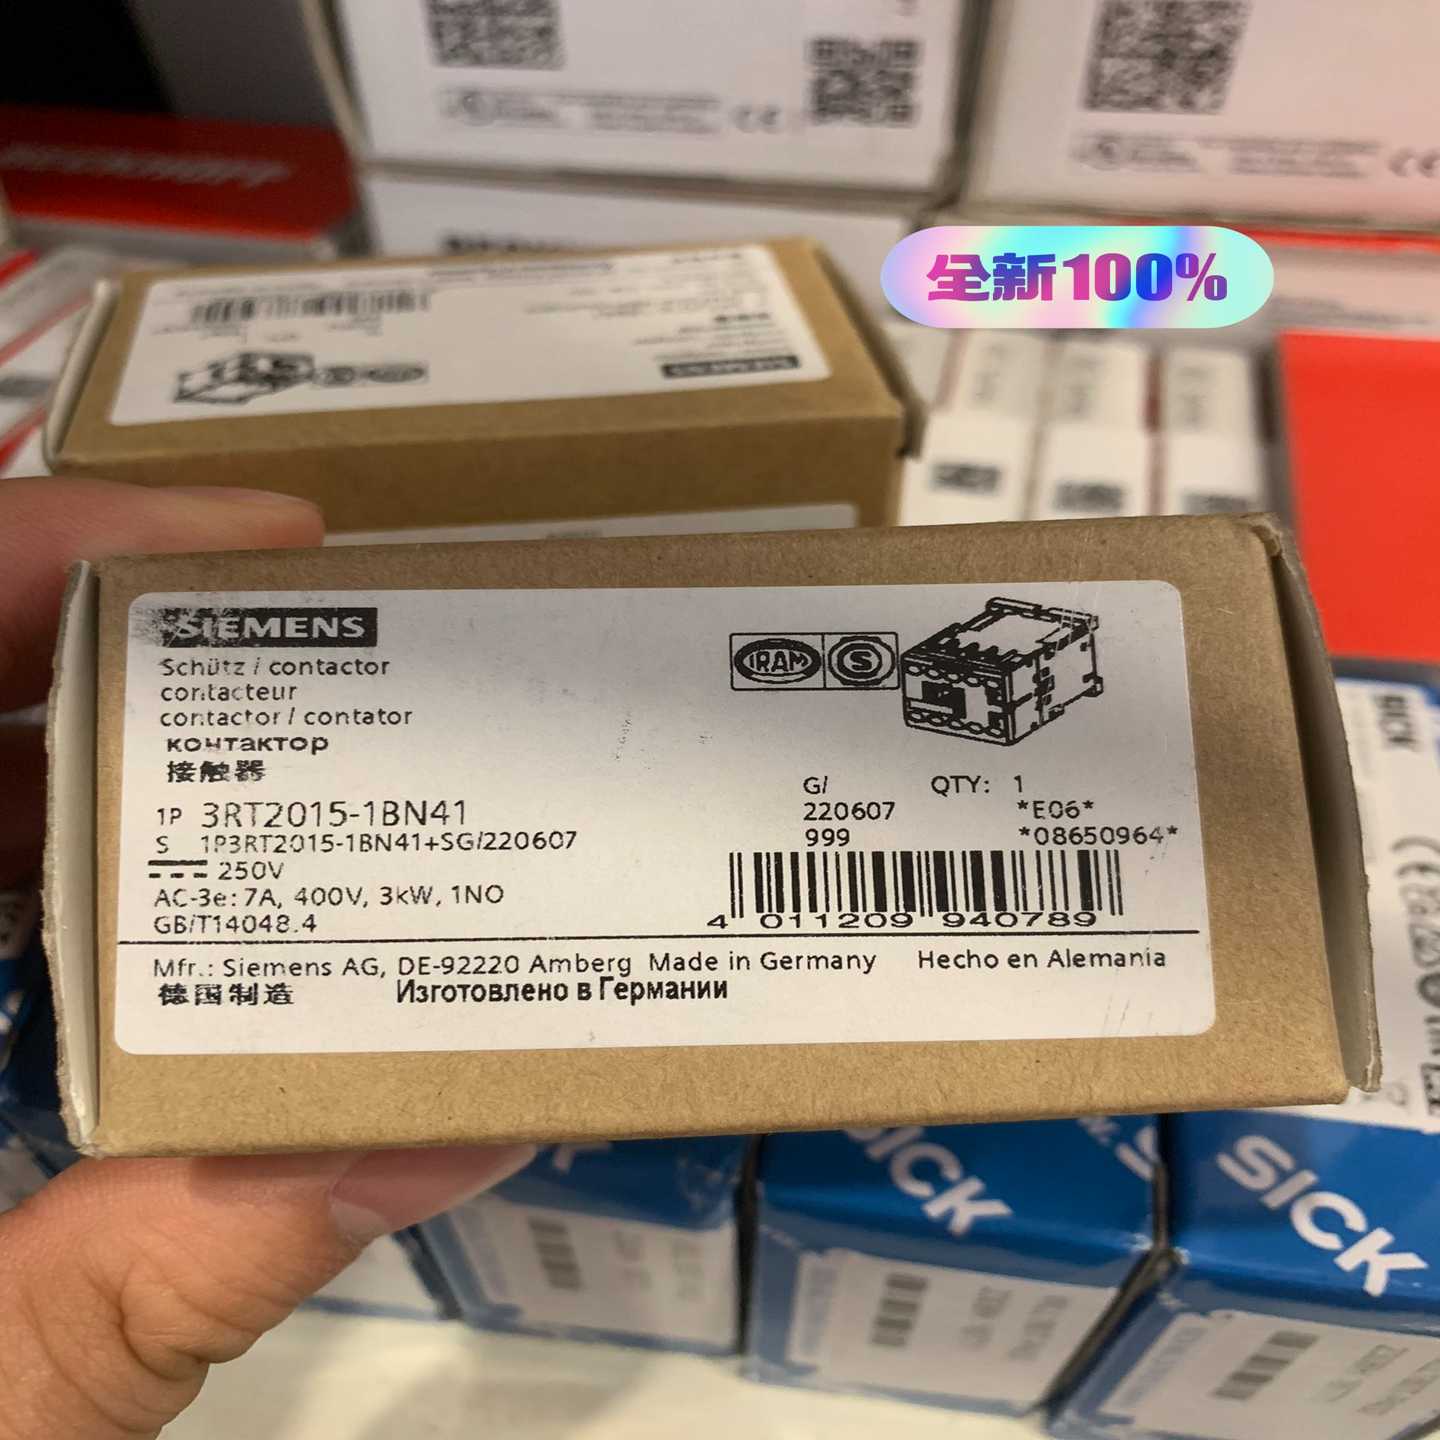 全新100%
SIEMENS
Schütz / contactor
contacteur
contactor / contator
контактор
接触器
IRAM S
1P 3RT2015-1BN41
S 1P3RT2015-1BN41+SG/220607
250V
AC-3e: 7A, 400V, 3kW, 1NO
GB/T14048.4
G/ QTY: 1
220607 *E06*
999 *08650964*
4 011209 940789
Mfr.: Siemens AG, DE-92220 Amberg Made in Germany Hecho en Alemania
德国制造 Изготовлено в Германии
SICK
SICK
SICK